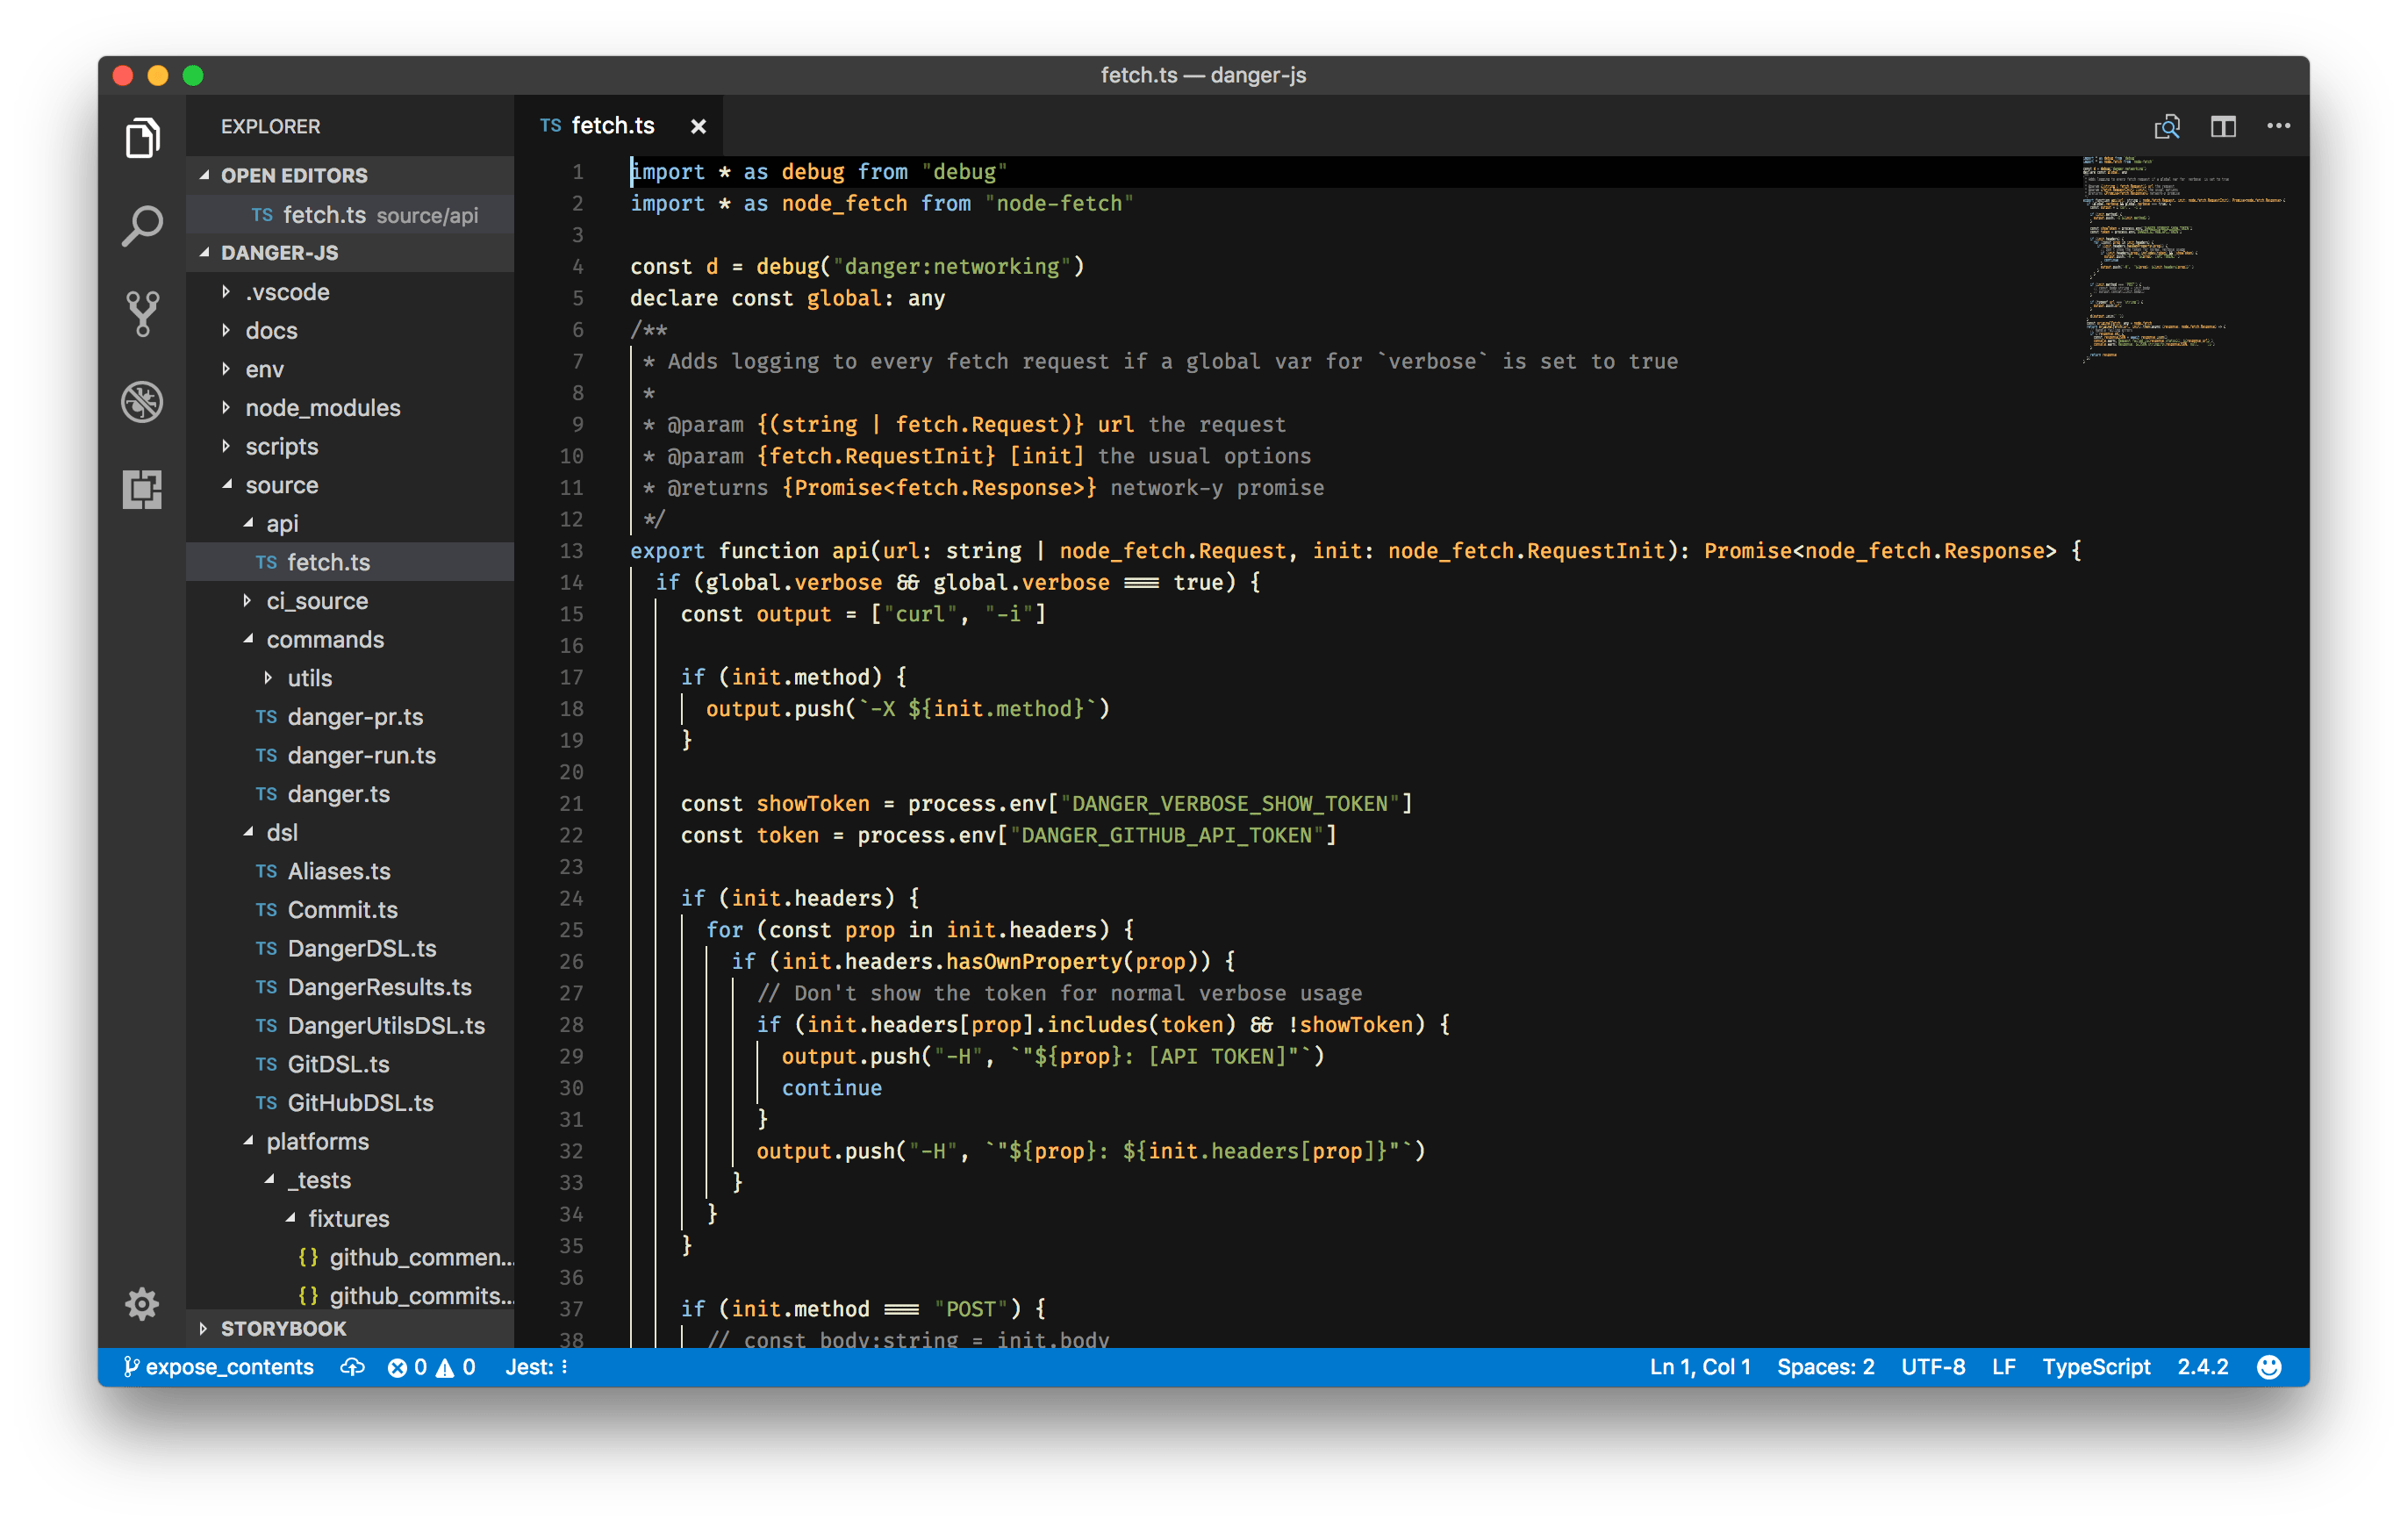 fetch.ts — danger-js
EXPLORER
OPEN EDITORS
TS fetch.ts source/api
DANGER-JS
.vscode
docs
env
node_modules
scripts
source
api
TS fetch.ts
ci_source
commands
utils
TS danger-pr.ts
TS danger-run.ts
TS danger.ts
dsl
TS Aliases.ts
TS Commit.ts
TS DangerDSL.ts
TS DangerResults.ts
TS DangerUtilsDSL.ts
TS GitDSL.ts
TS GitHubDSL.ts
platforms
_tests
fixtures
{} github_commen...
{} github_commits...
STORYBOOK
TS fetch.ts ×
1 import * as debug from "debug"
2 import * as node_fetch from "node-fetch"
3
4 const d = debug("danger:networking")
5 declare const global: any
6 /**
7 * Adds logging to every fetch request if a global var for `verbose` is set to true
8 *
9 * @param {(string | fetch.Request)} url the request
10 * @param {fetch.RequestInit} [init] the usual options
11 * @returns {Promise<fetch.Response>} network-y promise
12 */
13 export function api(url: string | node_fetch.Request, init: node_fetch.RequestInit): Promise<node_fetch.Response> {
14 if (global.verbose && global.verbose === true) {
15 const output = ["curl", "-i"]
16
17 if (init.method) {
18 output.push(`-X ${init.method}`)
19 }
20
21 const showToken = process.env["DANGER_VERBOSE_SHOW_TOKEN"]
22 const token = process.env["DANGER_GITHUB_API_TOKEN"]
23
24 if (init.headers) {
25 for (const prop in init.headers) {
26 if (init.headers.hasOwnProperty(prop)) {
27 // Don't show the token for normal verbose usage
28 if (init.headers[prop].includes(token) && !showToken) {
29 output.push("-H", `"${prop}: [API TOKEN]"`)
30 continue
31 }
32 output.push("-H", `"${prop}: ${init.headers[prop]}"`)
33 }
34 }
35 }
36
37 if (init.method === "POST") {
38 // const body:string = init.body
expose_contents 0 0 Jest:
Ln 1, Col 1 Spaces: 2 UTF-8 LF TypeScript 2.4.2